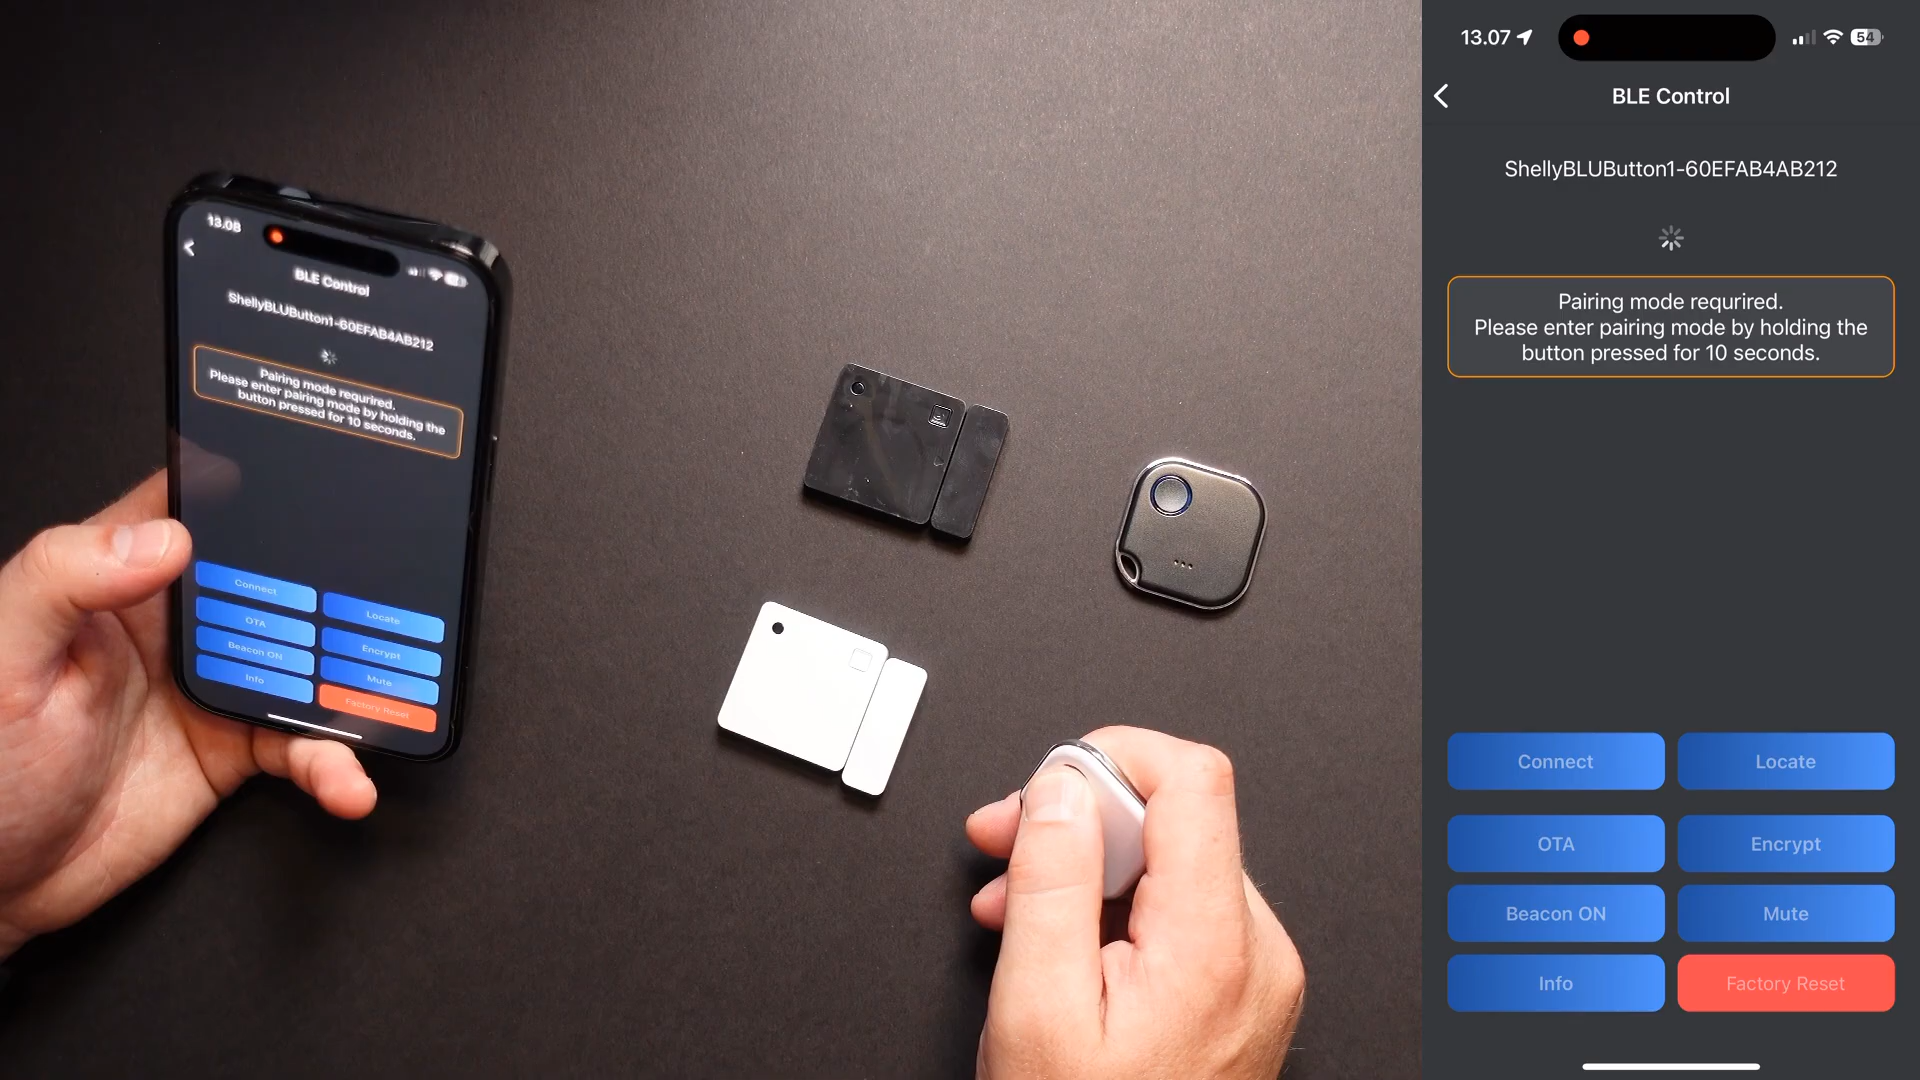 13.08
BLE Control
ShellyBLUButton1-60EFAB4AB212
Pairing mode requrired.
Please enter pairing mode by holding the
button pressed for 10 seconds.
Connect
Locate
OTA
Encrypt
Beacon ON
Mute
Info
Factory Reset
13.07
54
BLE Control
ShellyBLUButton1-60EFAB4AB212
Pairing mode requrired.
Please enter pairing mode by holding the
button pressed for 10 seconds.
Connect
Locate
OTA
Encrypt
Beacon ON
Mute
Info
Factory Reset